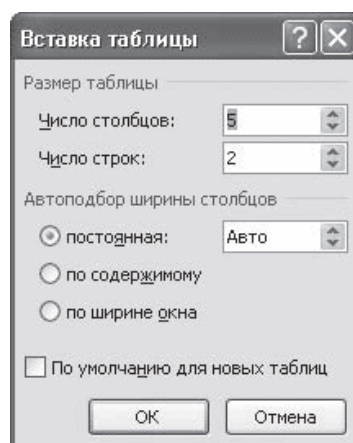 Вставка таблицы
Размер таблицы
Число столбцов: 5
Число строк: 2
Автоподбор ширины столбцов
постоянная: Авто
по содержимому
по ширине окна
По умолчанию для новых таблиц
ОК Отмена